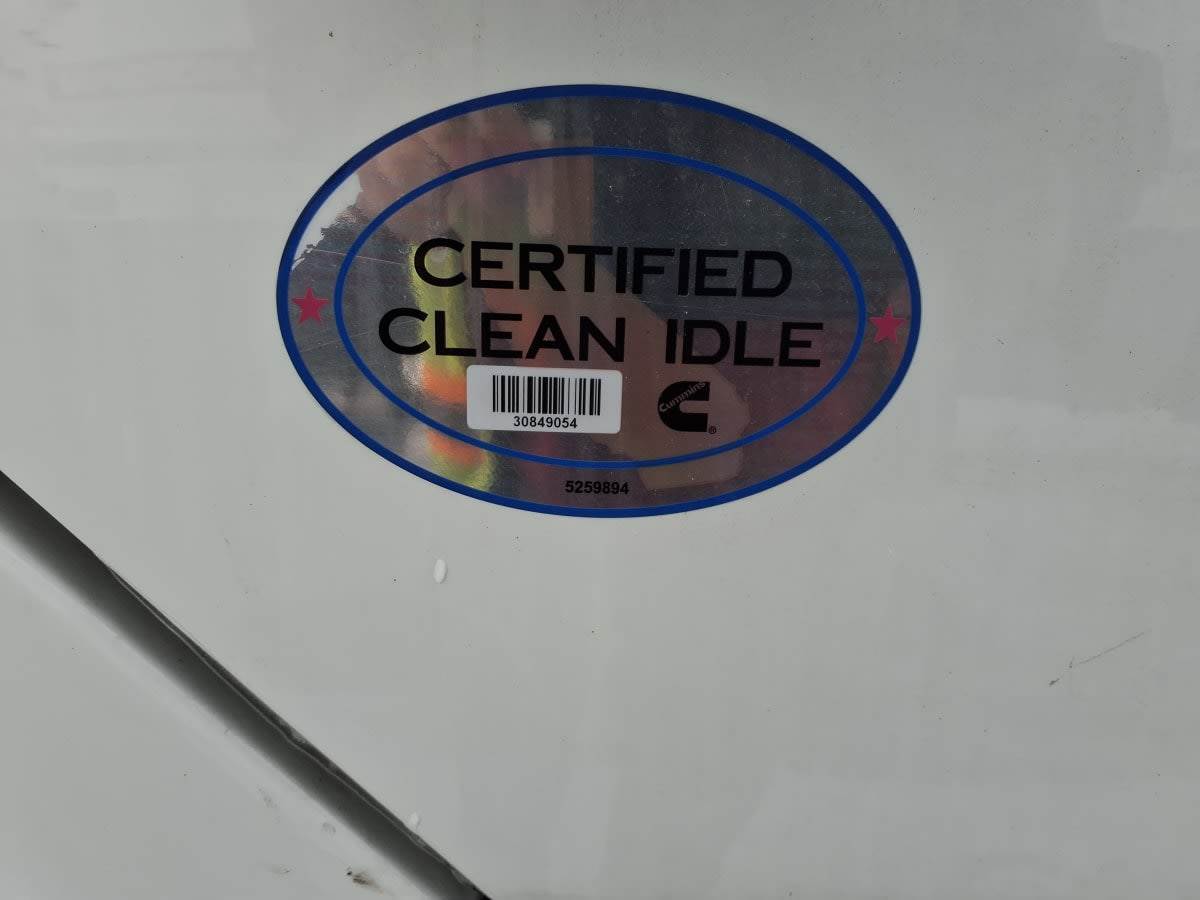 CERTIFIED
CLEAN IDLE
30849054
Cummins
®
5259894